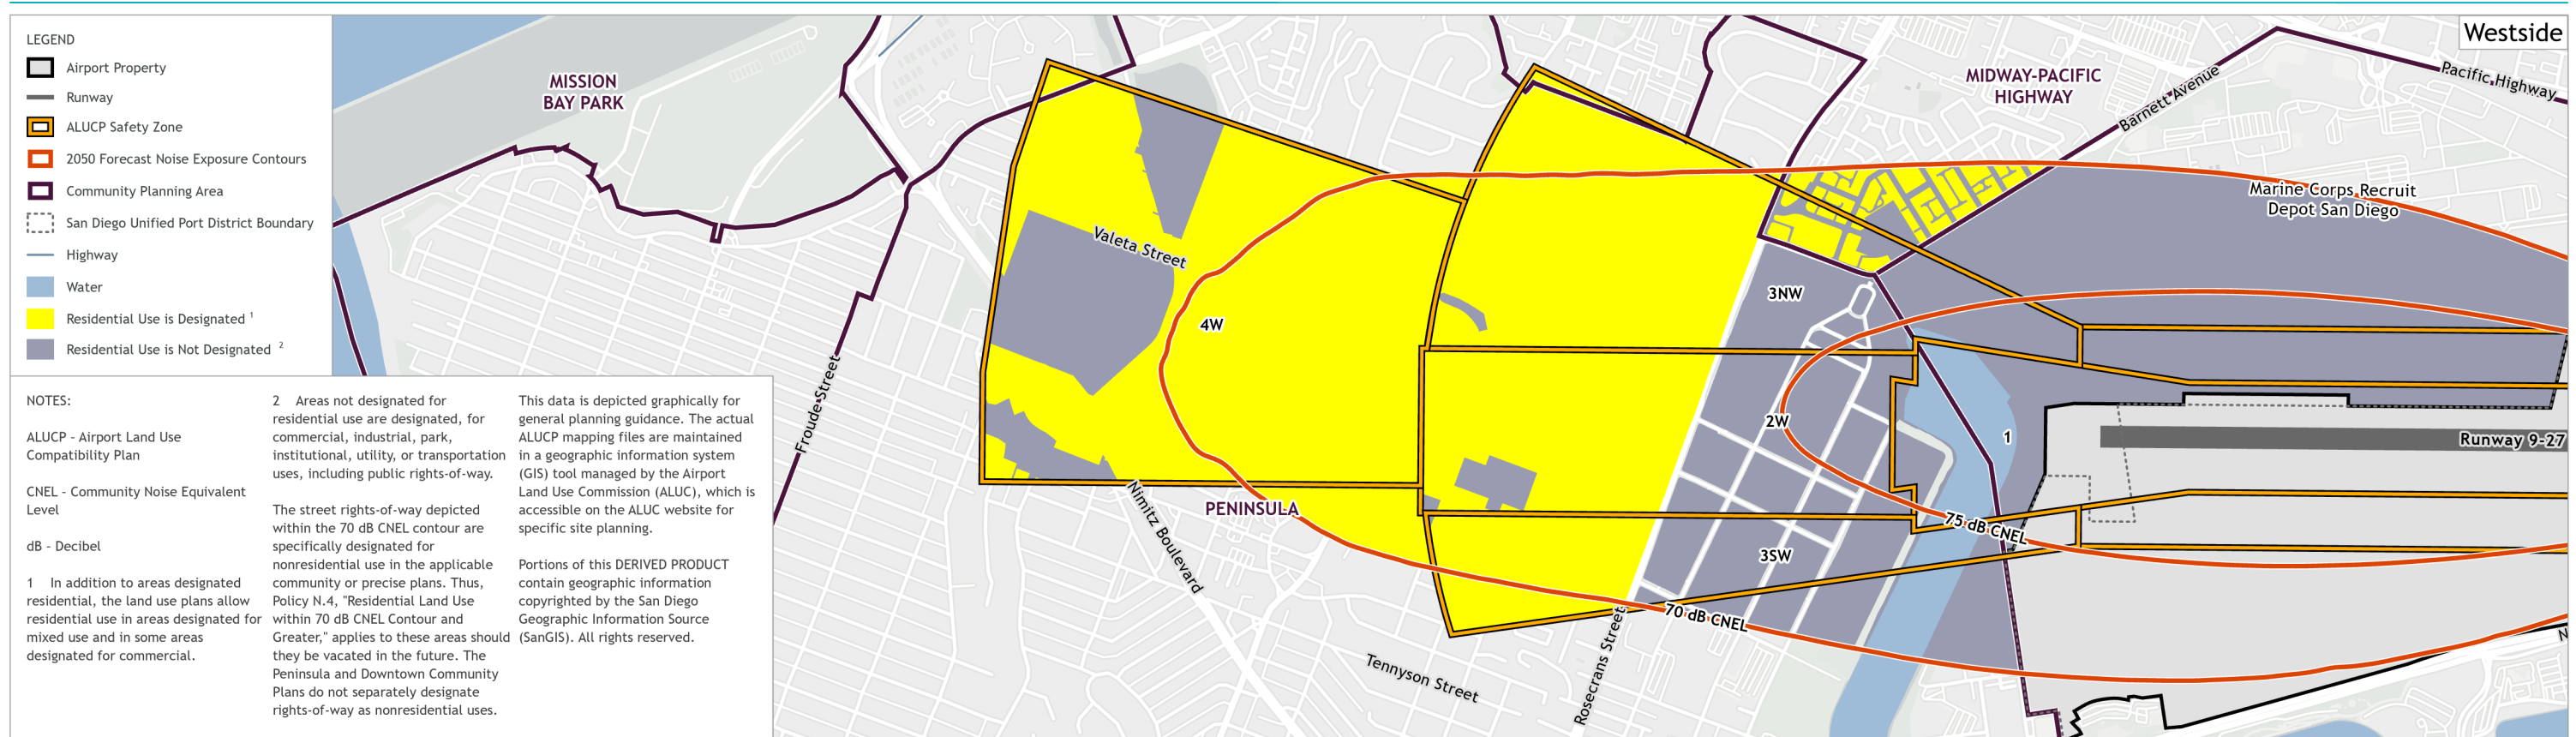 Westside
LEGEND
Airport Property
Runway
ALUCP Safety Zone
2050 Forecast Noise Exposure Contours
Community Planning Area
San Diego Unified Port District Boundary
Highway
Water
Residential Use is Designated 1
Residential Use is Not Designated 2
MISSION
BAY PARK
MIDWAY-PACIFIC
HIGHWAY
Barnett Avenue
Pacific Highway
Marine Corps Recruit
Depot San Diego
Valeta Street
4W
3NW
2W
1
Runway 9-27
Froude Street
PENINSULA
Nimitz Boulevard
75 dB CNEL
3SW
70 dB CNEL
Rosecrans Street
Tennyson Street
N
NOTES:
ALUCP - Airport Land Use
Compatibility Plan
CNEL - Community Noise Equivalent
Level
dB - Decibel
1 In addition to areas designated
residential, the land use plans allow
residential use in areas designated for
mixed use and in some areas
designated for commercial.
2 Areas not designated for
residential use are designated, for
commercial, industrial, park,
institutional, utility, or transportation
uses, including public rights-of-way.
The street rights-of-way depicted
within the 70 dB CNEL contour are
specifically designated for
nonresidential use in the applicable
community or precise plans. Thus,
Policy N.4, "Residential Land Use
within 70 dB CNEL Contour and
Greater," applies to these areas should
they be vacated in the future. The
Peninsula and Downtown Community
Plans do not separately designate
rights-of-way as nonresidential uses.
This data is depicted graphically for
general planning guidance. The actual
ALUCP mapping files are maintained
in a geographic information system
(GIS) tool managed by the Airport
Land Use Commission (ALUC), which is
accessible on the ALUC website for
specific site planning.
Portions of this DERIVED PRODUCT
contain geographic information
copyrighted by the San Diego
Geographic Information Source
(SanGIS). All rights reserved.